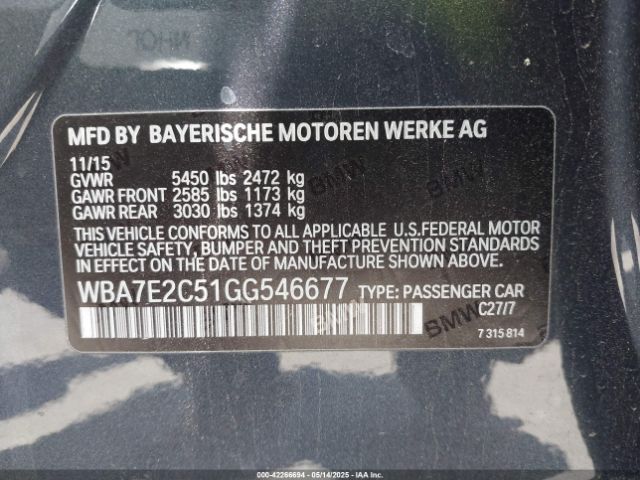 MFD BY BAYERISCHE MOTOREN WERKE AG
11/15
GVWR 5450 lbs 2472 kg
GAWR FRONT 2585 lbs 1173 kg
GAWR REAR 3030 lbs 1374 kg
THIS VEHICLE CONFORMS TO ALL APPLICABLE U.S.FEDERAL MOTOR
VEHICLE SAFETY, BUMPER AND THEFT PREVENTION STANDARDS
IN EFFECT ON THE DATE OF MANUFACTURE SHOWN ABOVE.
WBA7E2C51GG546677 TYPE: PASSENGER CAR
C27/7
7 315 814
000-42266694 - 05/14/2025 - IAA Inc.